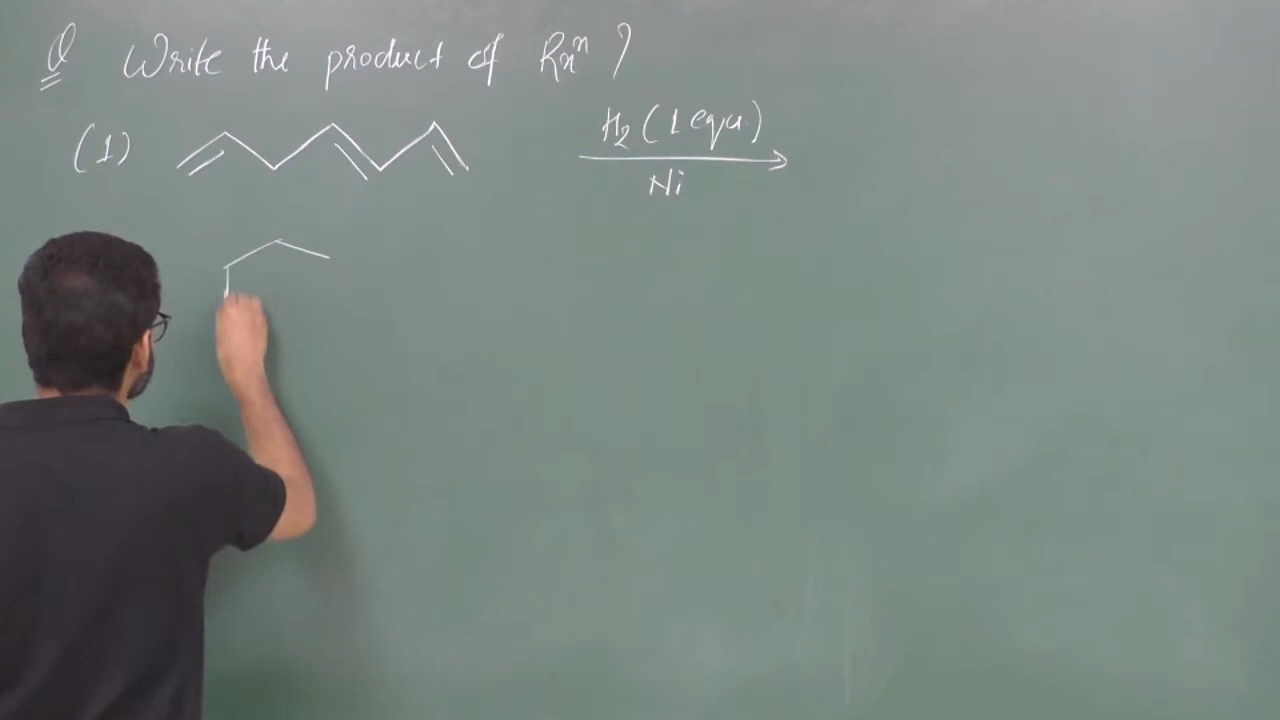 Q Write the product of Rxⁿ ?
(1) H₂ (1 equ.)
Ni